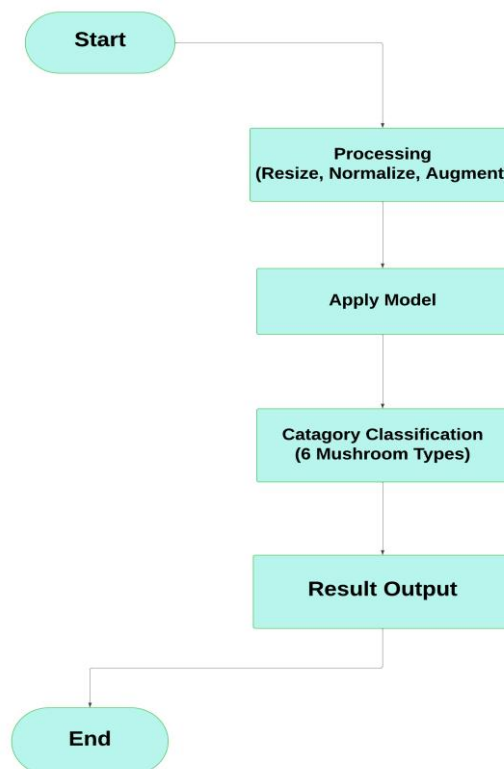 Start
Processing
(Resize, Normalize, Augment
Apply Model
Catagory Classification
(6 Mushroom Types)
Result Output
End